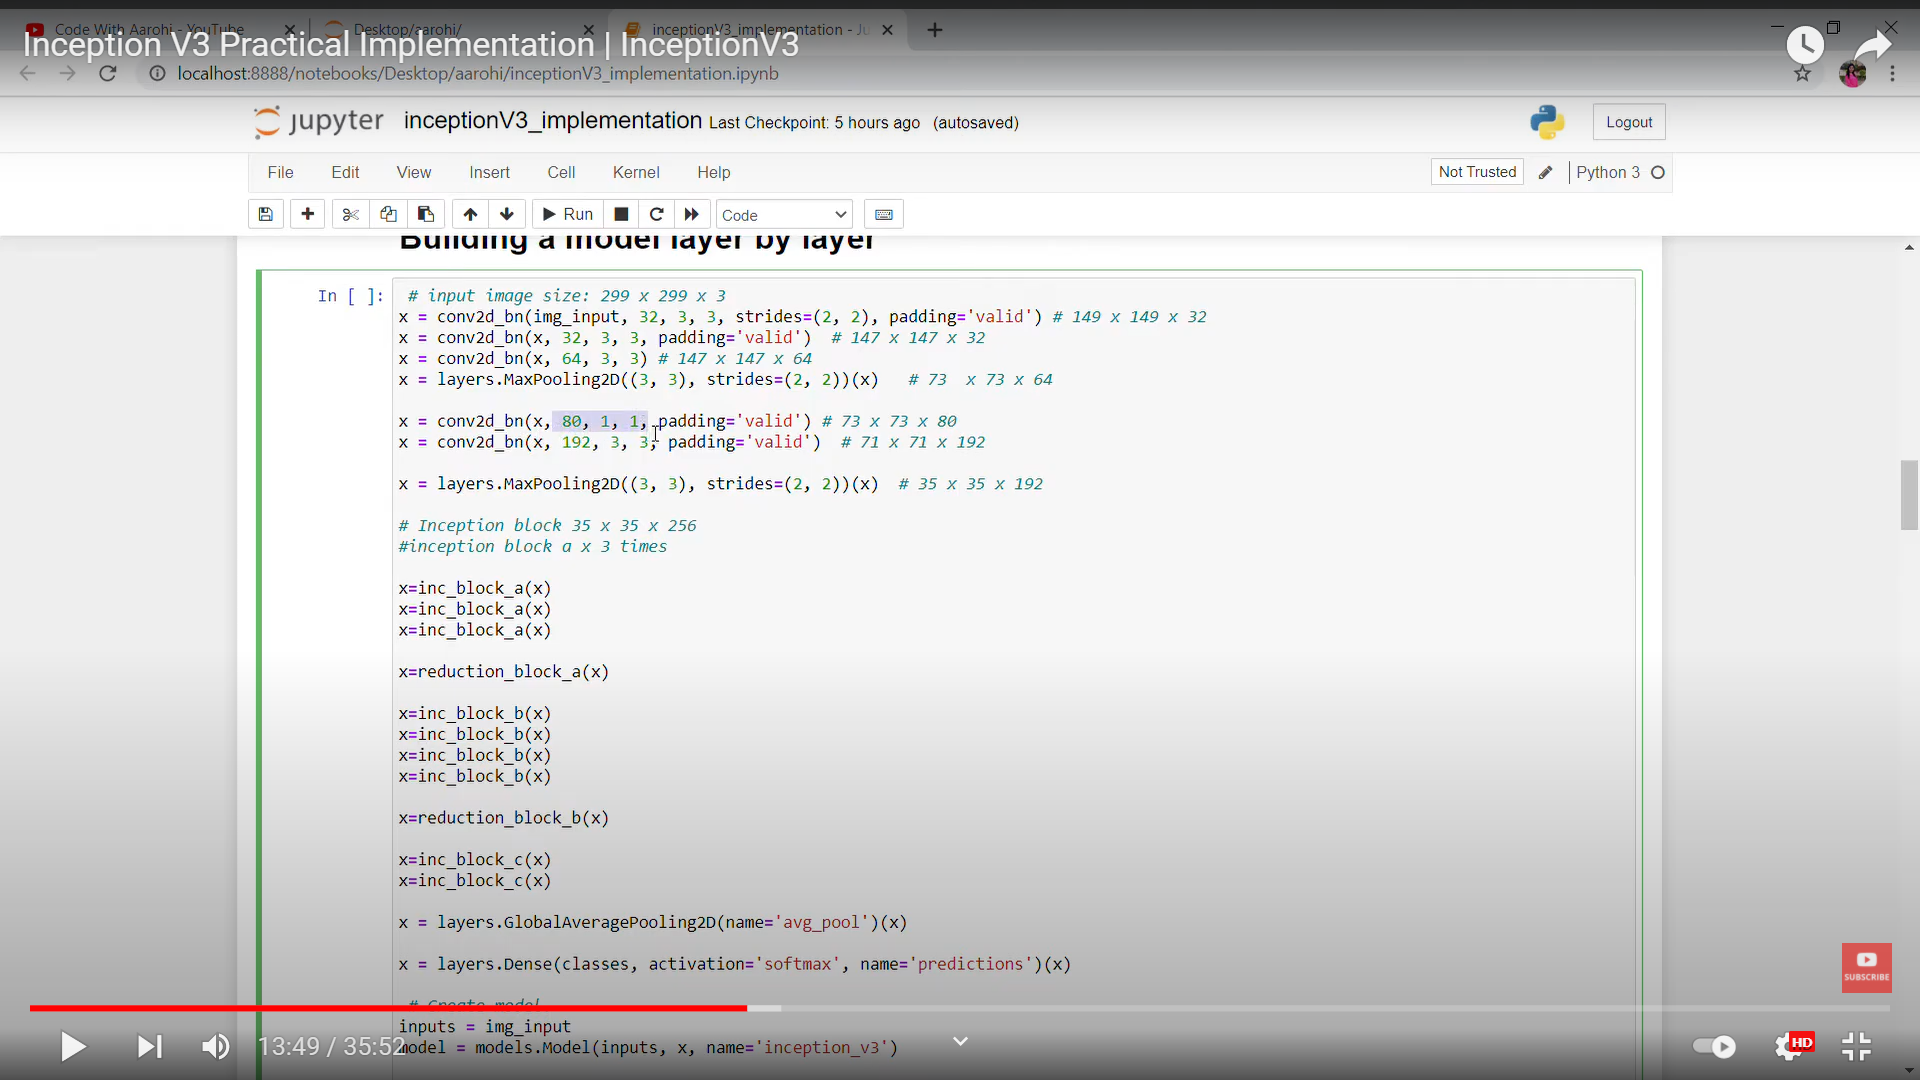 Code With Aarohi - YouTube
Desktop/aarohi/
inceptionV3_implementation - Ju
Inception V3 Practical Implementation | InceptionV3
localhost:8888/notebooks/Desktop/aarohi/inceptionV3_implementation.ipynb
jupyter inceptionV3_implementation Last Checkpoint: 5 hours ago (autosaved)
Logout
File Edit View Insert Cell Kernel Help
Not Trusted
Python 3
Run
Code
Building a model layer by layer
In [ ]:
# input image size: 299 x 299 x 3
x = conv2d_bn(img_input, 32, 3, 3, strides=(2, 2), padding='valid') # 149 x 149 x 32
x = conv2d_bn(x, 32, 3, 3, padding='valid')  # 147 x 147 x 32
x = conv2d_bn(x, 64, 3, 3) # 147 x 147 x 64
x = layers.MaxPooling2D((3, 3), strides=(2, 2))(x)   # 73  x 73 x 64
x = conv2d_bn(x, 80, 1, 1, padding='valid') # 73 x 73 x 80
x = conv2d_bn(x, 192, 3, 3, padding='valid')  # 71 x 71 x 192
x = layers.MaxPooling2D((3, 3), strides=(2, 2))(x)  # 35 x 35 x 192
# Inception block 35 x 35 x 256
#inception block a x 3 times
x=inc_block_a(x)
x=inc_block_a(x)
x=inc_block_a(x)
x=reduction_block_a(x)
x=inc_block_b(x)
x=inc_block_b(x)
x=inc_block_b(x)
x=inc_block_b(x)
x=reduction_block_b(x)
x=inc_block_c(x)
x=inc_block_c(x)
x = layers.GlobalAveragePooling2D(name='avg_pool')(x)
x = layers.Dense(classes, activation='softmax', name='predictions')(x)
# Create model
inputs = img_input
model = models.Model(inputs, x, name='inception_v3')
SUBSCRIBE
13:49 / 35:52
HD